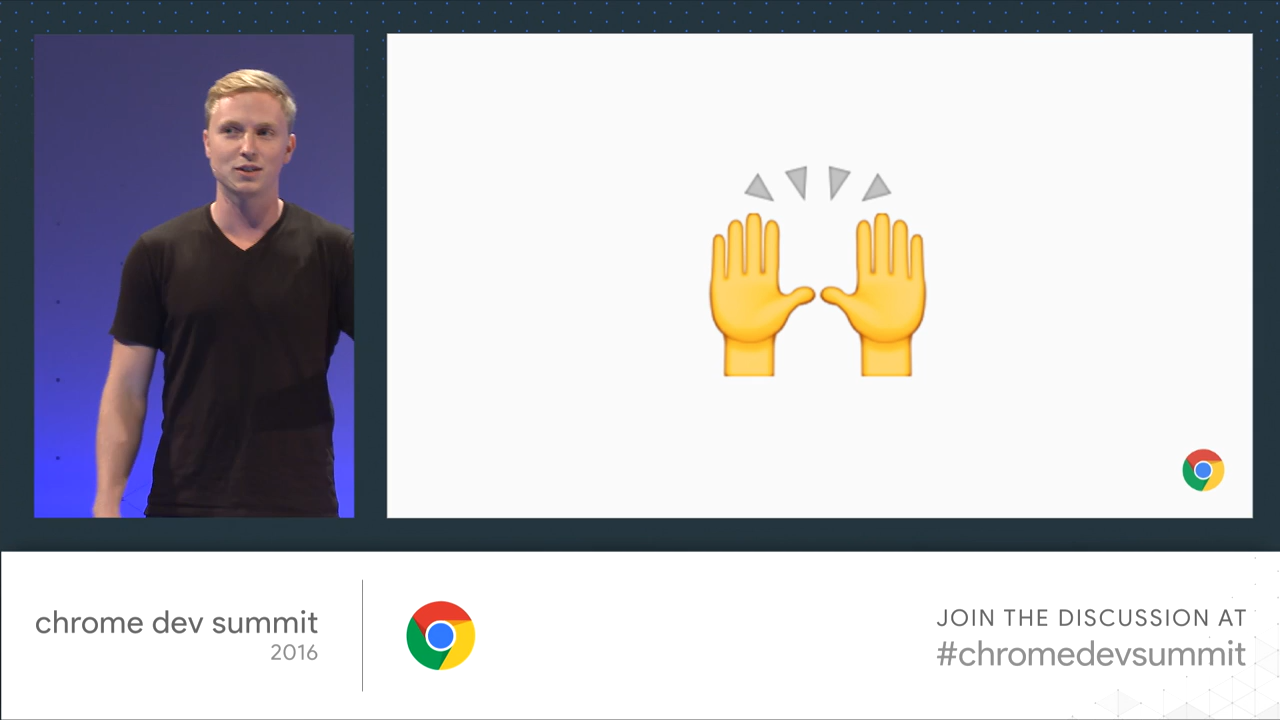 chrome dev summit
2016
JOIN THE DISCUSSION AT
#chromedevsummit